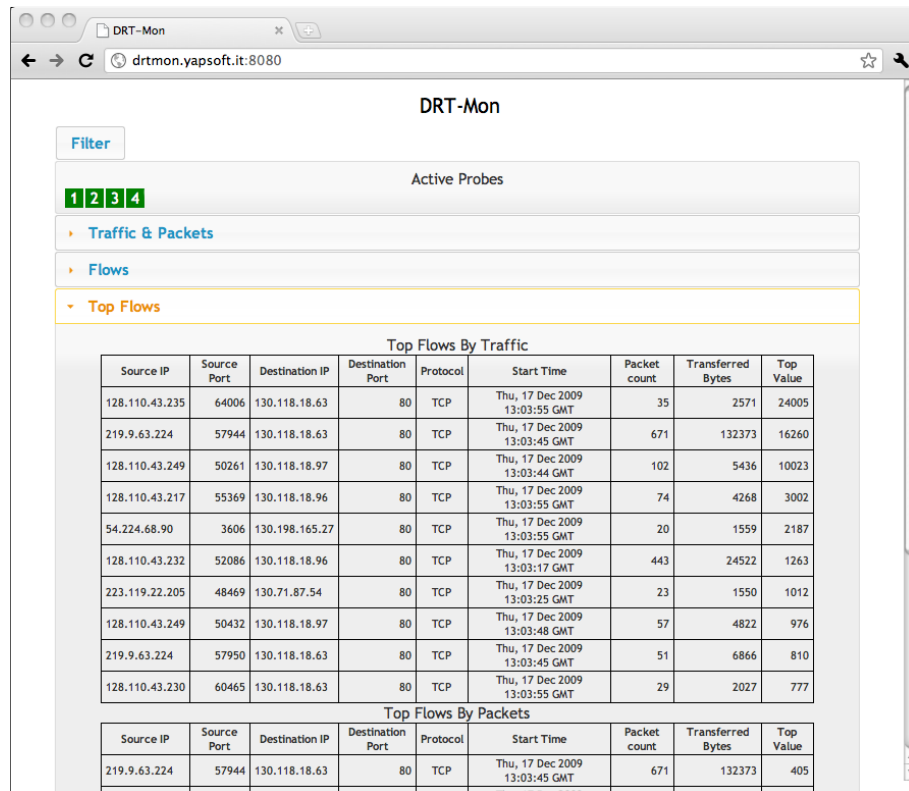 DRT-Mon
drtmon.yapsoft.it:8080
DRT-Mon
Filter
Active Probes
1 2 3 4
Traffic & Packets
Flows
Top Flows
Top Flows By Traffic
Source IP Source Port Destination IP Destination Port Protocol Start Time Packet count Transferred Bytes Top Value
128.110.43.235 64006 130.118.18.63 80 TCP Thu, 17 Dec 2009 13:03:55 GMT 35 2571 24005
219.9.63.224 57944 130.118.18.63 80 TCP Thu, 17 Dec 2009 13:03:45 GMT 671 132373 16260
128.110.43.249 50261 130.118.18.97 80 TCP Thu, 17 Dec 2009 13:03:44 GMT 102 5436 10023
128.110.43.217 55369 130.118.18.96 80 TCP Thu, 17 Dec 2009 13:03:55 GMT 74 4268 3002
54.224.68.90 3606 130.198.165.27 80 TCP Thu, 17 Dec 2009 13:03:55 GMT 20 1559 2187
128.110.43.232 52086 130.118.18.96 80 TCP Thu, 17 Dec 2009 13:03:17 GMT 443 24522 1263
223.119.22.205 48469 130.71.87.54 80 TCP Thu, 17 Dec 2009 13:03:25 GMT 23 1550 1012
128.110.43.249 50432 130.118.18.97 80 TCP Thu, 17 Dec 2009 13:03:48 GMT 57 4822 976
219.9.63.224 57950 130.118.18.63 80 TCP Thu, 17 Dec 2009 13:03:45 GMT 51 6866 810
128.110.43.230 60465 130.118.18.63 80 TCP Thu, 17 Dec 2009 13:03:55 GMT 29 2027 777
Top Flows By Packets
Source IP Source Port Destination IP Destination Port Protocol Start Time Packet count Transferred Bytes Top Value
219.9.63.224 57944 130.118.18.63 80 TCP Thu, 17 Dec 2009 13:03:45 GMT 671 132373 405